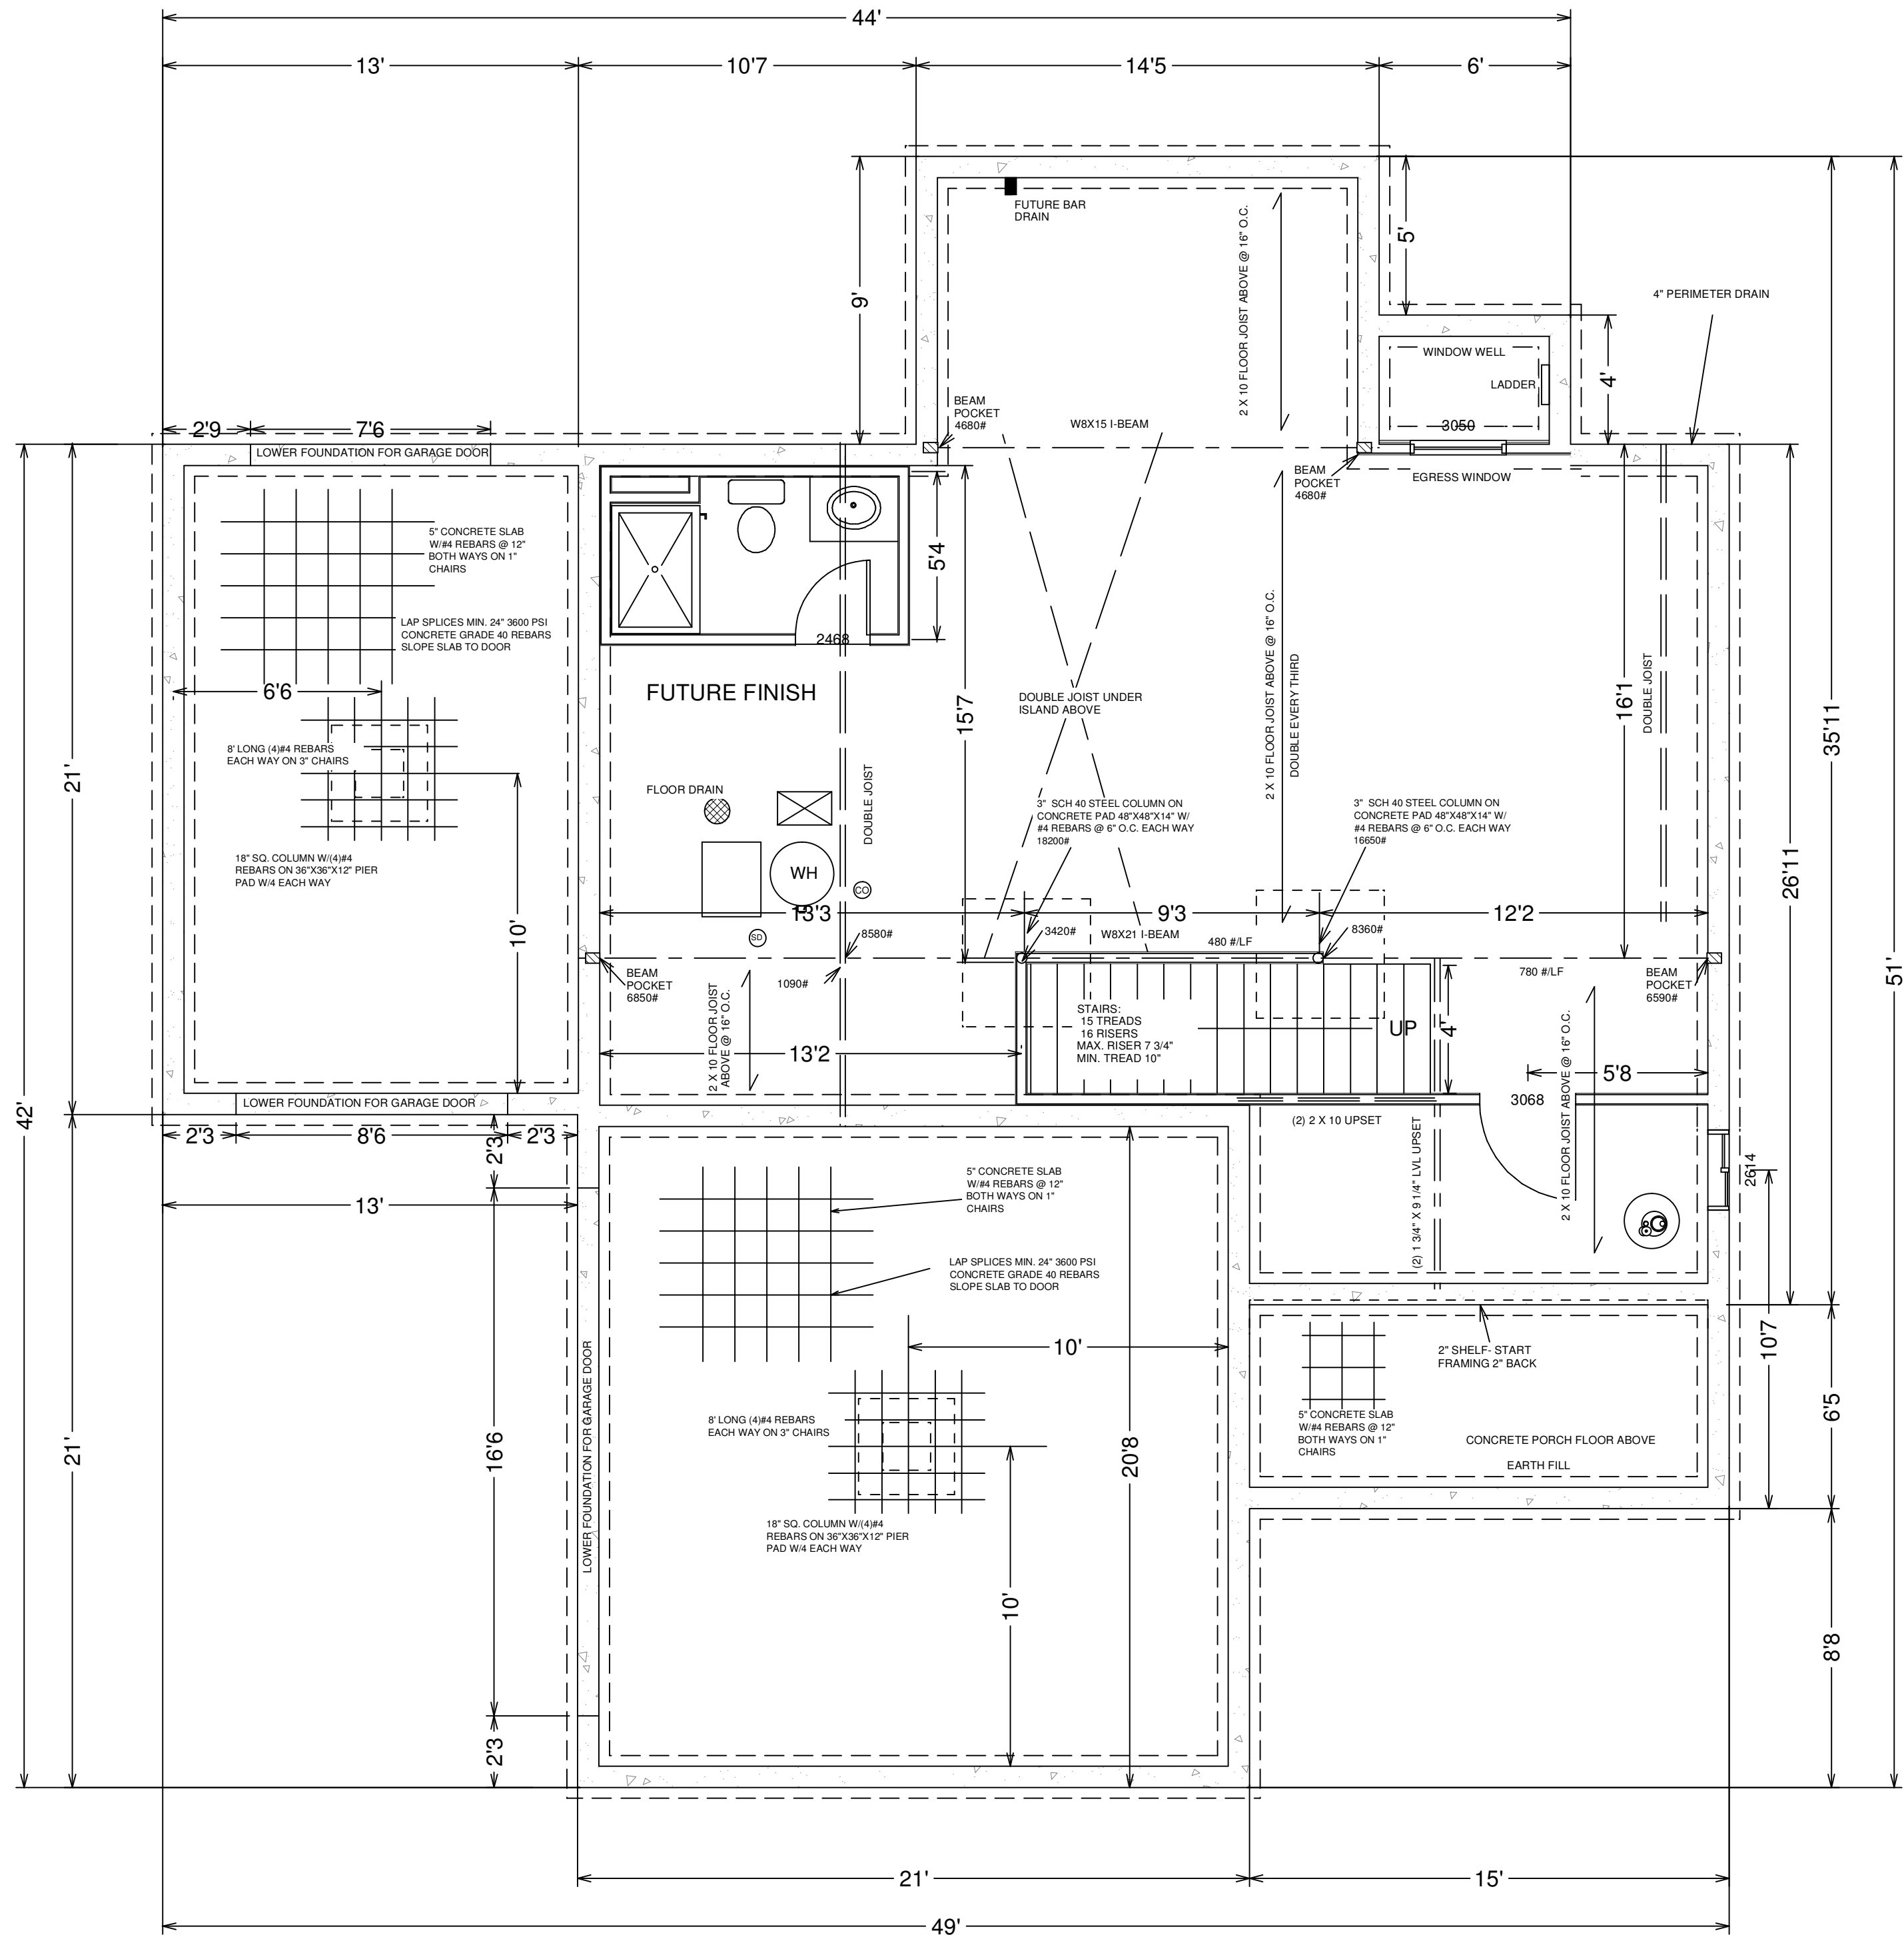 44'
13'
10'7
14'5
6'
FUTURE BAR
DRAIN
2 X 10 FLOOR JOIST ABOVE @ 16" O.C.
5'
9'
4" PERIMETER DRAIN
WINDOW WELL
LADDER
4'
3050
EGRESS WINDOW
BEAM
POCKET
4680#
W8X15 I-BEAM
BEAM
POCKET
4680#
2'9
7'6
LOWER FOUNDATION FOR GARAGE DOOR
5" CONCRETE SLAB
W/#4 REBARS @ 12"
BOTH WAYS ON 1"
CHAIRS
LAP SPLICES MIN. 24" 3600 PSI
CONCRETE GRADE 40 REBARS
SLOPE SLAB TO DOOR
6'6
8' LONG (4)#4 REBARS
EACH WAY ON 3" CHAIRS
18" SQ. COLUMN W/(4)#4
REBARS ON 36"X36"X12" PIER
PAD W/4 EACH WAY
10'
21'
42'
5'4
2468
FUTURE FINISH
15'7
DOUBLE JOIST UNDER
ISLAND ABOVE
2 X 10 FLOOR JOIST ABOVE @ 16" O.C.
DOUBLE EVERY THIRD
16'1
DOUBLE JOIST
35'11
26'11
51'
FLOOR DRAIN
DOUBLE JOIST
WH
CO
SD
3" SCH 40 STEEL COLUMN ON
CONCRETE PAD 48"X48"X14" W/
#4 REBARS @ 6" O.C. EACH WAY
18200#
3" SCH 40 STEEL COLUMN ON
CONCRETE PAD 48"X48"X14" W/
#4 REBARS @ 6" O.C. EACH WAY
16650#
13'3
9'3
12'2
8580#
3420#
W8X21 I-BEAM
480 #/LF
8360#
BEAM
POCKET
6850#
1090#
780 #/LF
BEAM
POCKET
6590#
2 X 10 FLOOR JOIST
ABOVE @ 16" O.C.
13'2
STAIRS:
15 TREADS
16 RISERS
MAX. RISER 7 3/4"
MIN. TREAD 10"
UP
4'
5'8
3068
2 X 10 FLOOR JOIST ABOVE @ 16" O.C.
LOWER FOUNDATION FOR GARAGE DOOR
2'3
8'6
2'3
2'3
13'
(2) 2 X 10 UPSET
(2) 1 3/4" X 9 1/4" LVL UPSET
2614
5" CONCRETE SLAB
W/#4 REBARS @ 12"
BOTH WAYS ON 1"
CHAIRS
LAP SPLICES MIN. 24" 3600 PSI
CONCRETE GRADE 40 REBARS
SLOPE SLAB TO DOOR
10'
LOWER FOUNDATION FOR GARAGE DOOR
16'6
21'
8' LONG (4)#4 REBARS
EACH WAY ON 3" CHAIRS
20'8
18" SQ. COLUMN W/(4)#4
REBARS ON 36"X36"X12" PIER
PAD W/4 EACH WAY
10'
2" SHELF- START
FRAMING 2" BACK
10'7
6'5
5" CONCRETE SLAB
W/#4 REBARS @ 12"
BOTH WAYS ON 1"
CHAIRS
CONCRETE PORCH FLOOR ABOVE
EARTH FILL
8'8
2'3
21'
15'
49'